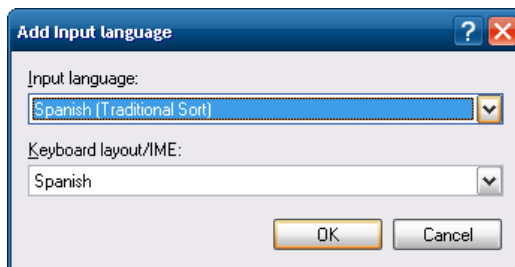 Add Input language
Input language:
Spanish (Traditional Sort)
Keyboard layout/IME:
Spanish
OK Cancel